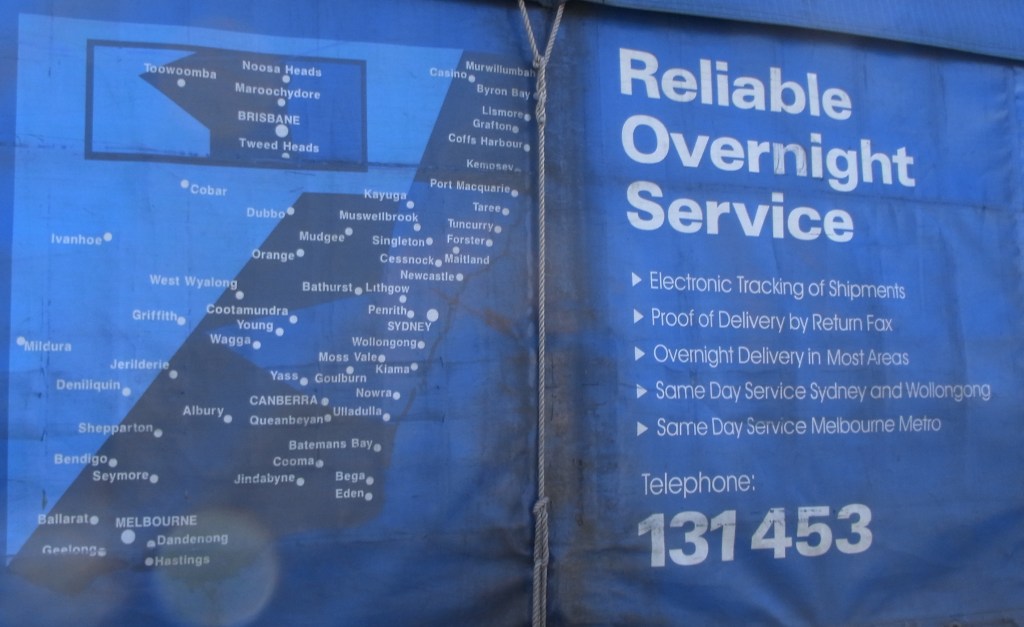 Toowoomba
Noosa Heads
Maroochydore
BRISBANE
Tweed Heads
Murwillumbah
Casino
Byron Bay
Lismore
Grafton
Coffs Harbour
Kempsey
Port Macquarie
Cobar
Kayuga
Taree
Dubbo
Muswellbrook
Tuncurry
Ivanhoe
Mudgee
Singleton
Forster
Orange
Cessnock
Maitland
Newcastle
West Wyalong
Bathurst
Lithgow
Griffith
Cootamundra
Penrith
Young
SYDNEY
Mildura
Wagga
Wollongong
Jerilderie
Moss Vale
Kiama
Deniliquin
Yass
Goulburn
Nowra
CANBERRA
Albury
Queanbeyan
Ulladulla
Shepparton
Batemans Bay
Bendigo
Cooma
Seymore
Jindabyne
Bega
Eden
Ballarat
MELBOURNE
Geelong
Dandenong
Hastings
Reliable
Overnight
Service
Electronic Tracking of Shipments
Proof of Delivery by Return Fax
Overnight Delivery in Most Areas
Same Day Service Sydney and Wollongong
Same Day Service Melbourne Metro
Telephone:
131 453